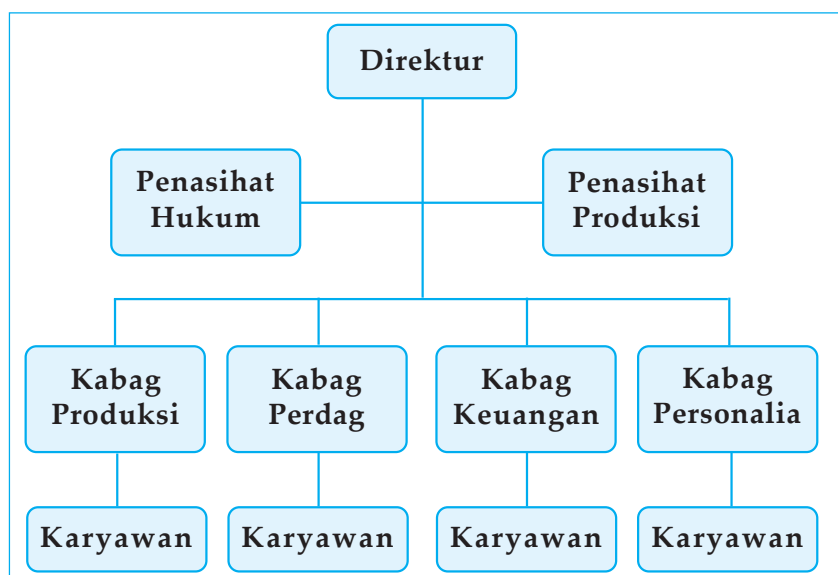 Direktur
Penasihat
Hukum
Penasihat
Produksi
Kabag
Produksi
Kabag
Perdag
Kabag
Keuangan
Kabag
Personalia
Karyawan
Karyawan
Karyawan
Karyawan